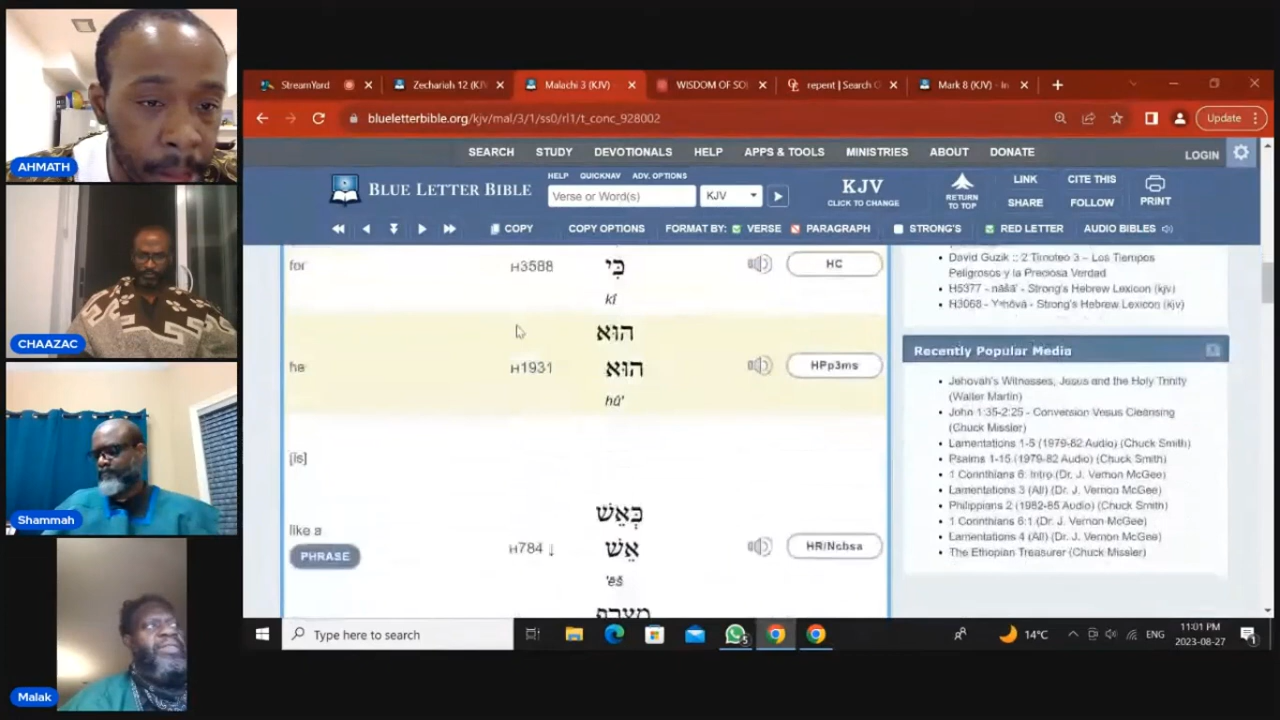 AHMATH
CHAAZAC
Shammah
Malak
StreamYard
Zechariah 12 (KJV
Malachi 3 (KJV) -
WISDOM OF SO
repent | Search
Mark 8 (KJV) - In
blueletterbible.org/kjv/mal/3/1/ss0/rl1/t_conc_928002
Update
SEARCH STUDY DEVOTIONALS HELP APPS & TOOLS MINISTRIES ABOUT DONATE
LOGIN
BLUE LETTER BIBLE
HELP QUICKNAV ADV. OPTIONS
Verse or Word(s)
KJV
KJV
CLICK TO CHANGE
RETURN
TO TOP
LINK
SHARE
CITE THIS
FOLLOW
PRINT
COPY COPY OPTIONS FORMAT BY: VERSE PARAGRAPH STRONG'S RED LETTER AUDIO BIBLES
for H3588 כִּי HC
kî
הוּא
he H1931 הוּא HPp3ms
hû'
[is]
כְּאֵשׁ
like a
PHRASE H784 ↓ אֵשׁ HR/Ncbsa
'ēš
מְצָרֵף
David Guzik :: 2 Timoteo 3 – Los Tiempos
Peligrosos y la Preciosa Verdad
H5377 - nāšā' - Strong's Hebrew Lexicon (kjv)
H3068 - Yᵊhōvâ - Strong's Hebrew Lexicon (kjv)
Recently Popular Media
Jehovah's Witnesses, Jesus and the Holy Trinity
(Walter Martin)
John 1:35-2:25 - Conversion Versus Cleansing
(Chuck Missler)
Lamentations 1-5 (1979-82 Audio) (Chuck Smith)
Psalms 1-15 (1979-82 Audio) (Chuck Smith)
1 Corinthians 6: Intro (Dr. J. Vernon McGee)
Lamentations 3 (All) (Dr. J. Vernon McGee)
Philippians 2 (1982-85 Audio) (Chuck Smith)
1 Corinthians 6:1 (Dr. J. Vernon McGee)
Lamentations 4 (All) (Dr. J. Vernon McGee)
The Ethiopian Treasurer (Chuck Missler)
Type here to search
5
14°C
ENG
11:01 PM
2023-08-27
1